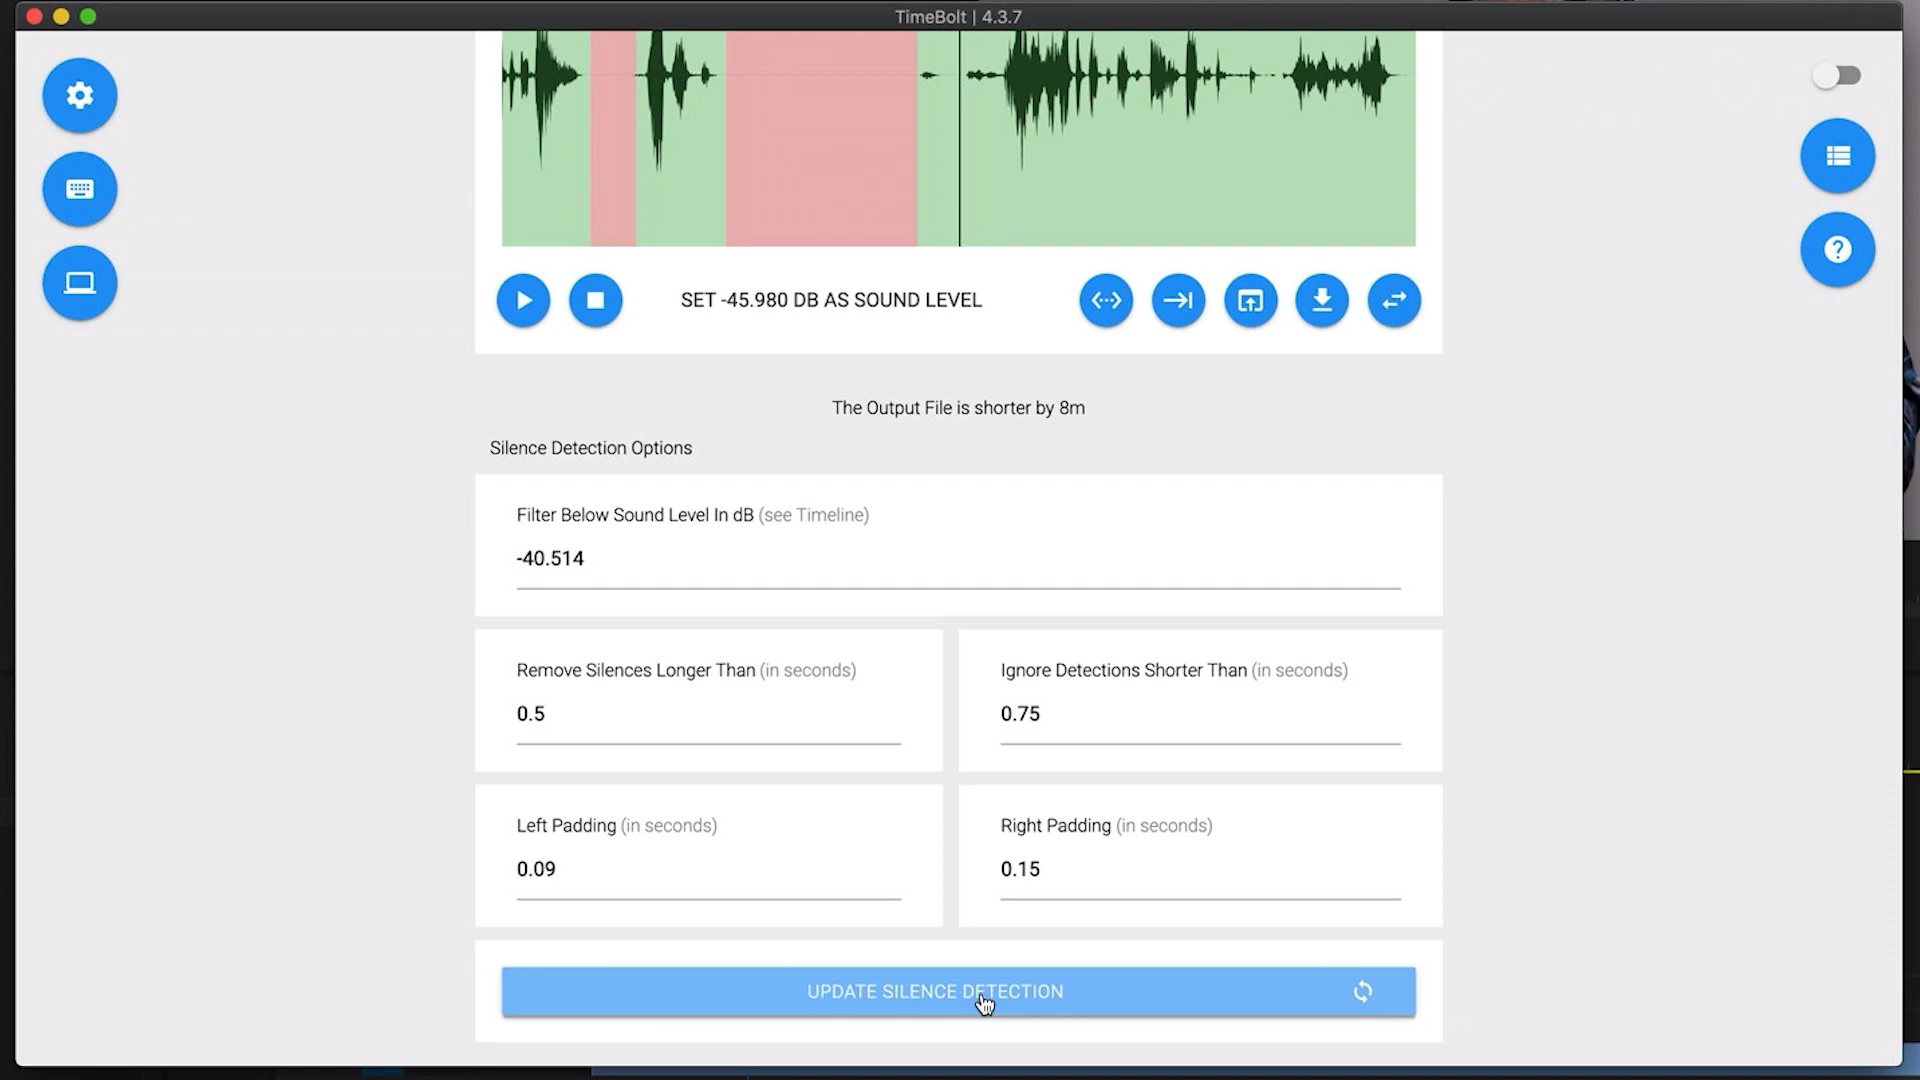 TimeBolt | 4.3.7
SET -45.980 DB AS SOUND LEVEL
The Output File is shorter by 8m
Silence Detection Options
Filter Below Sound Level In dB (see Timeline)
-40.514
Remove Silences Longer Than (in seconds)
0.5
Ignore Detections Shorter Than (in seconds)
0.75
Left Padding (in seconds)
0.09
Right Padding (in seconds)
0.15
UPDATE SILENCE DETECTION